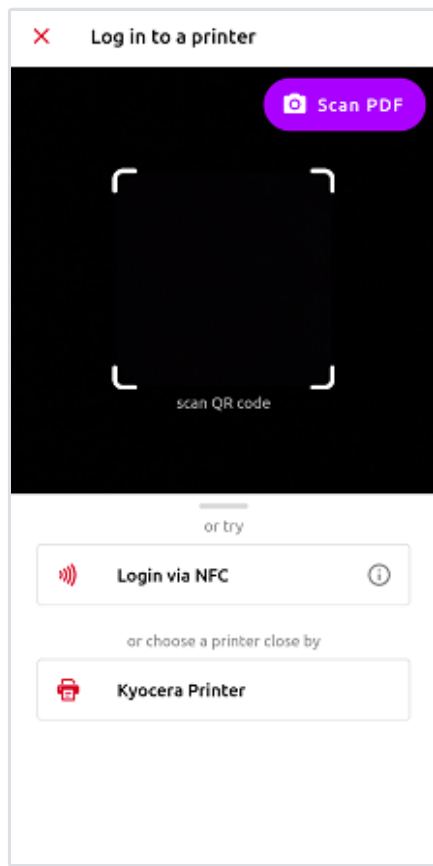 Log in to a printer
Scan PDF
scan QR code
or try
Login via NFC
or choose a printer close by
Kyocera Printer